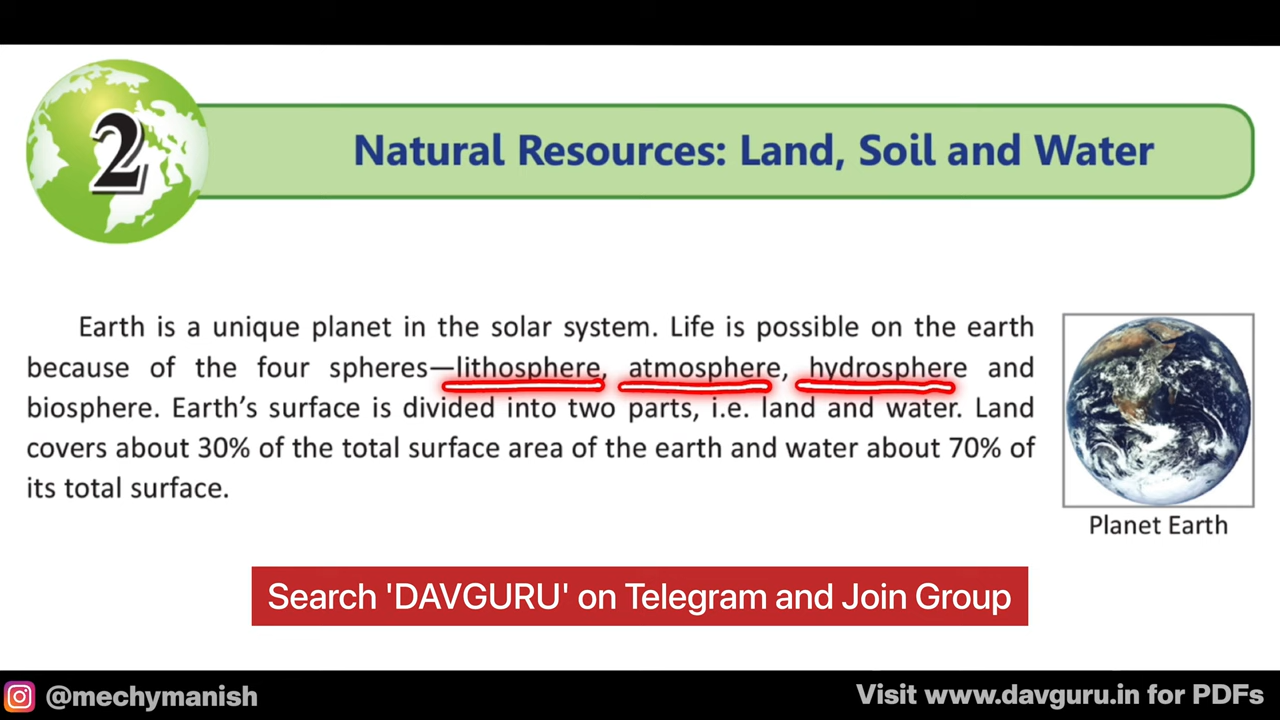 2
Natural Resources: Land, Soil and Water
Earth is a unique planet in the solar system. Life is possible on the earth
because of the four spheres—lithosphere, atmosphere, hydrosphere and
biosphere. Earth’s surface is divided into two parts, i.e. land and water. Land
covers about 30% of the total surface area of the earth and water about 70% of
its total surface.
Planet Earth
Search 'DAVGURU' on Telegram and Join Group
@mechymanish
Visit www.davguru.in for PDFs